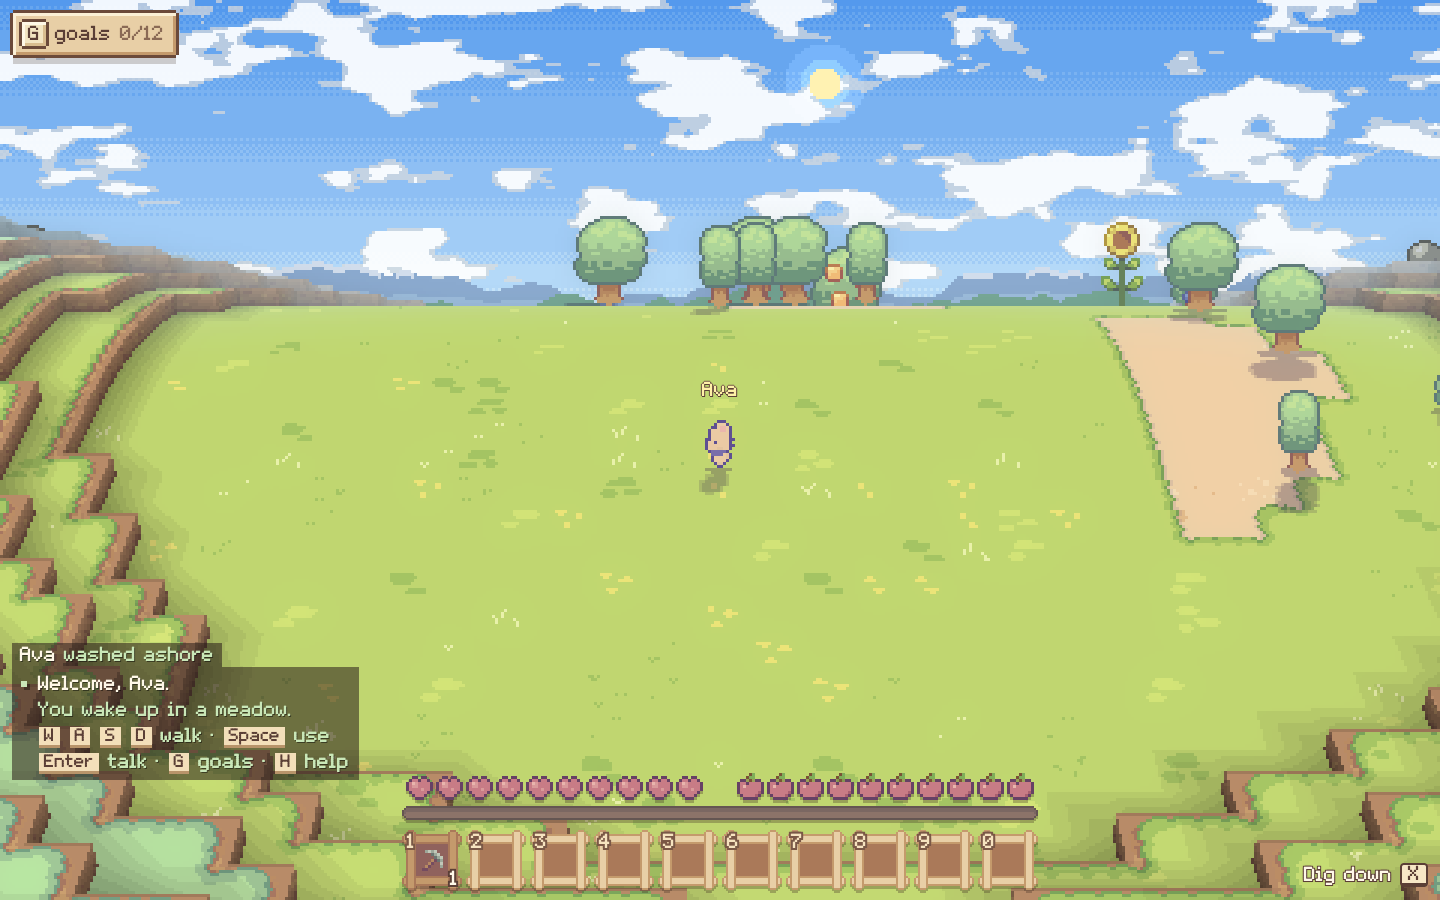 G goals 0/12
Ava
Ava washed ashore
Welcome, Ava.
You wake up in a meadow.
W A S D walk · Space use
Enter talk · G goals · H help
1 2 3 4 5 6 7 8 9 0
1
Dig down X